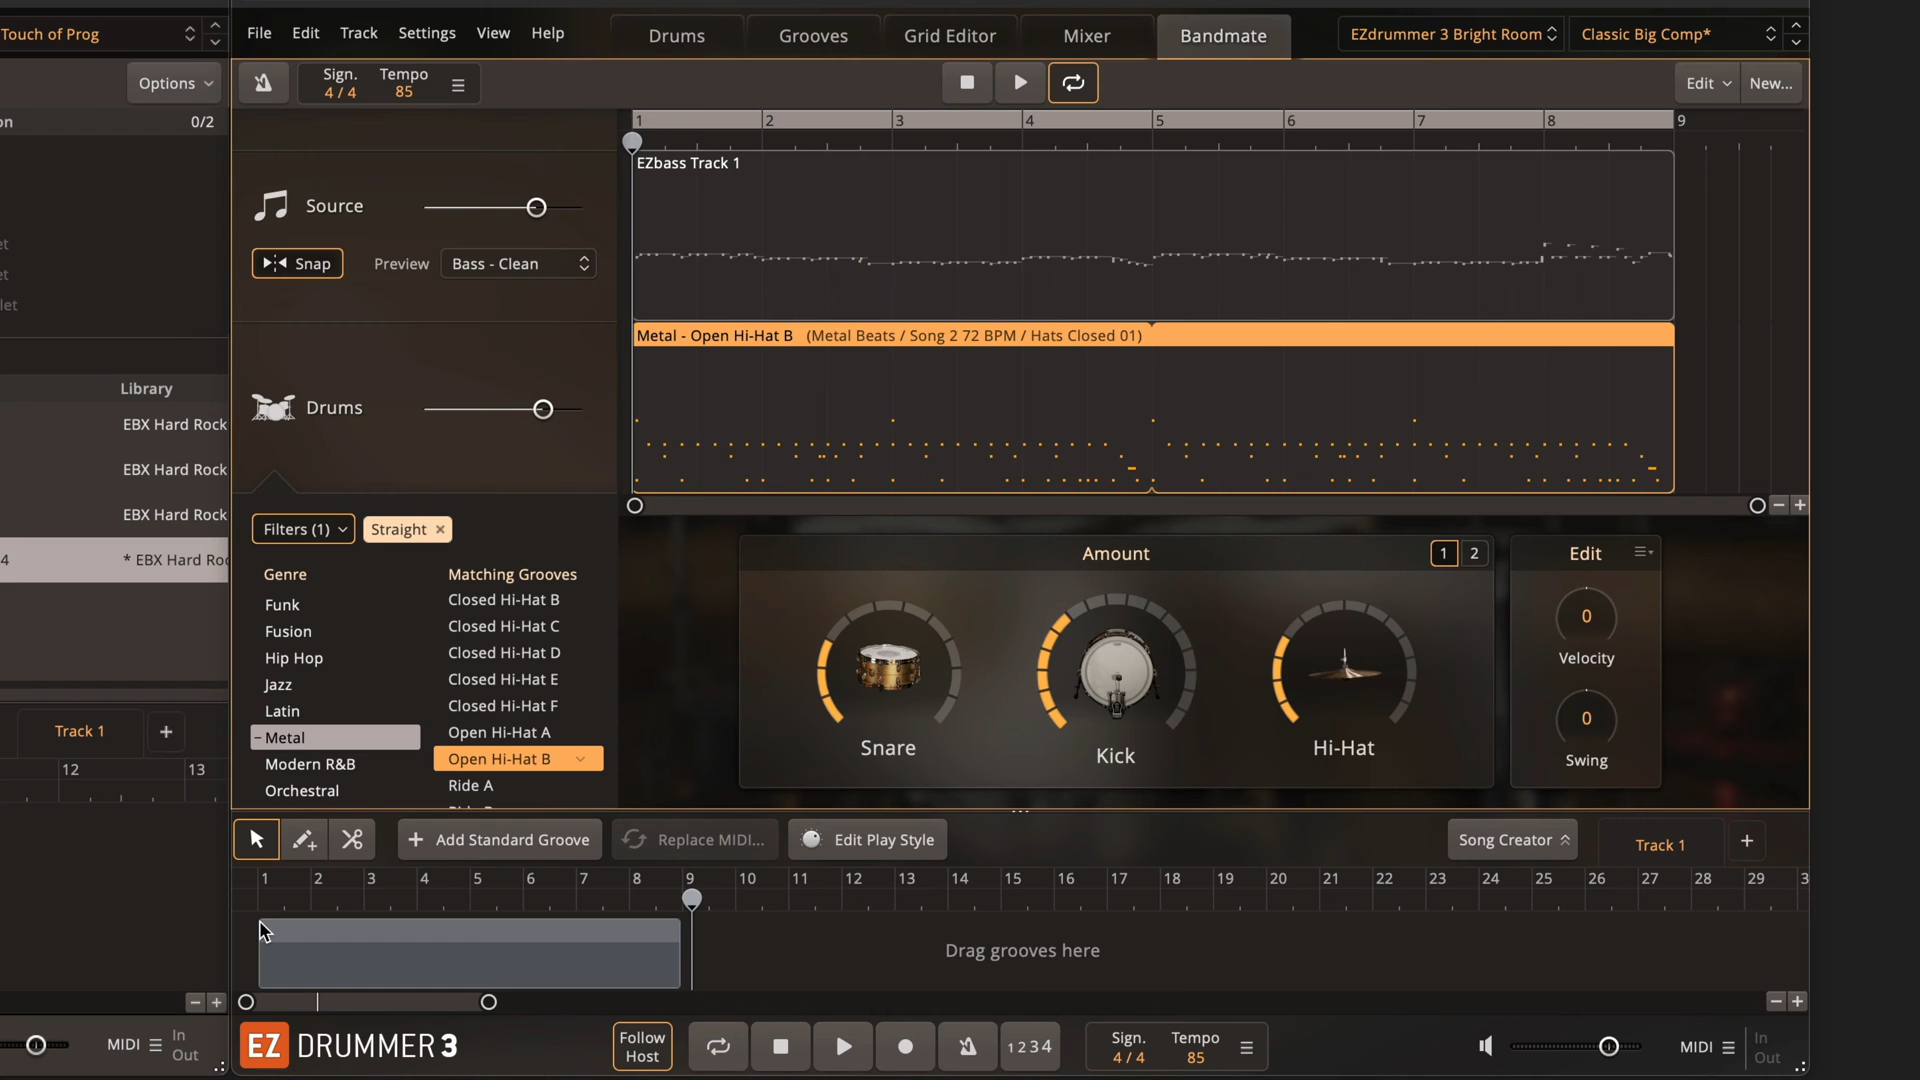 Touch of Prog
Options
on
0/2
et
et
let
Library
EBX Hard Rock
EBX Hard Rock
EBX Hard Rock
4
* EBX Hard Roc
Track 1
+
12
13
MIDI
In
Out
File
Edit
Track
Settings
View
Help
Drums
Grooves
Grid Editor
Mixer
Bandmate
EZdrummer 3 Bright Room
Classic Big Comp*
Sign.
4 / 4
Tempo
85
Edit
New...
1
2
3
4
5
6
7
8
9
Source
Snap
Preview
Bass - Clean
EZbass Track 1
Metal - Open Hi-Hat B (Metal Beats / Song 2 72 BPM / Hats Closed 01)
Drums
Filters (1)
Straight ×
Genre
Funk
Fusion
Hip Hop
Jazz
Latin
– Metal
Modern R&B
Orchestral
Matching Grooves
Closed Hi-Hat B
Closed Hi-Hat C
Closed Hi-Hat D
Closed Hi-Hat E
Closed Hi-Hat F
Open Hi-Hat A
Open Hi-Hat B
Ride A
Amount
1
2
Snare
Kick
Hi-Hat
Edit
0
Velocity
0
Swing
+ Add Standard Groove
Replace MIDI...
Edit Play Style
Song Creator
Track 1
+
1
2
3
4
5
6
7
8
9
10
11
12
13
14
15
16
17
18
19
20
21
22
23
24
25
26
27
28
29
3
Drag grooves here
EZ DRUMMER 3
Follow
Host
1 2 3 4
Sign.
4 / 4
Tempo
85
MIDI
In
Out